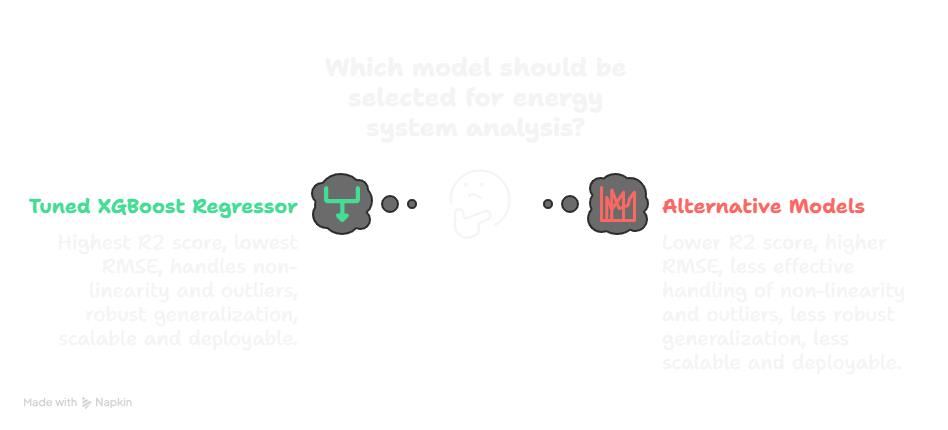 Which model should be
selected for energy
system analysis?
Tuned XGBoost Regressor
Highest R2 score, lowest
RMSE, handles non-
linearity and outliers,
robust generalization,
scalable and deployable.
Alternative Models
Lower R2 score, higher
RMSE, less effective
handling of non-linearity
and outliers, less robust
generalization, less
scalable and deployable.
Made with Napkin